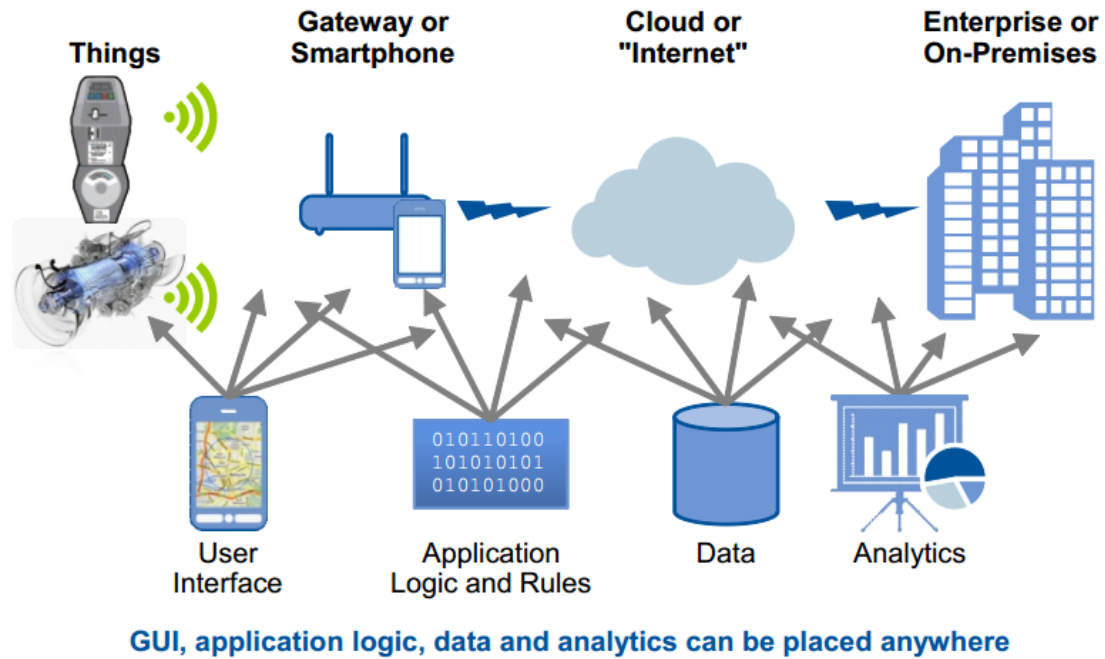 Things
Gateway or
Smartphone
Cloud or
"Internet"
Enterprise or
On-Premises
010110100
101010101
010101000
User
Interface
Application
Logic and Rules
Data
Analytics
GUI, application logic, data and analytics can be placed anywhere